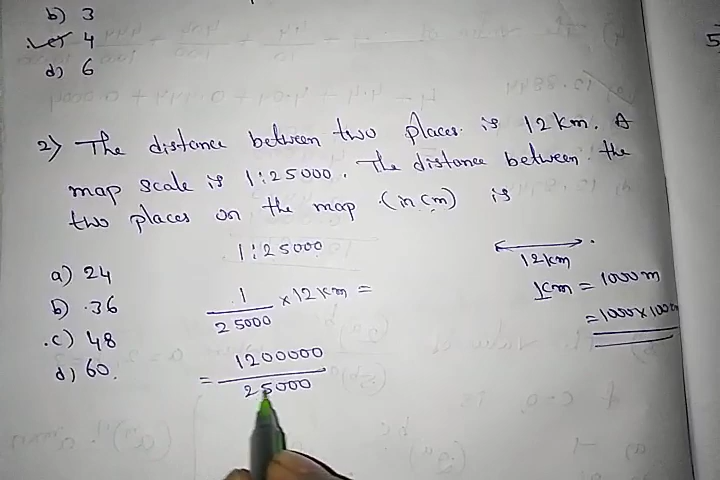 b) 3
c) 4
d) 6
2) The distance between two places is 12 km. A
map scale is 1:25000. The distance between the
two places on the map (in cm) is
1:25000
a) 24
b) 36
c) 48
d) 60.
1/25000 × 12 km =
= 1200000/25000
12 km
1 km = 1000 m
= 1000 × 100 cm
5